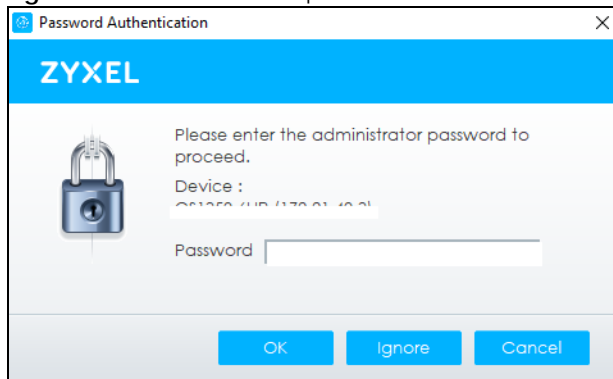 Password Authentication
ZYXEL
Please enter the administrator password to
proceed.
Device :
Password
OK Ignore Cancel